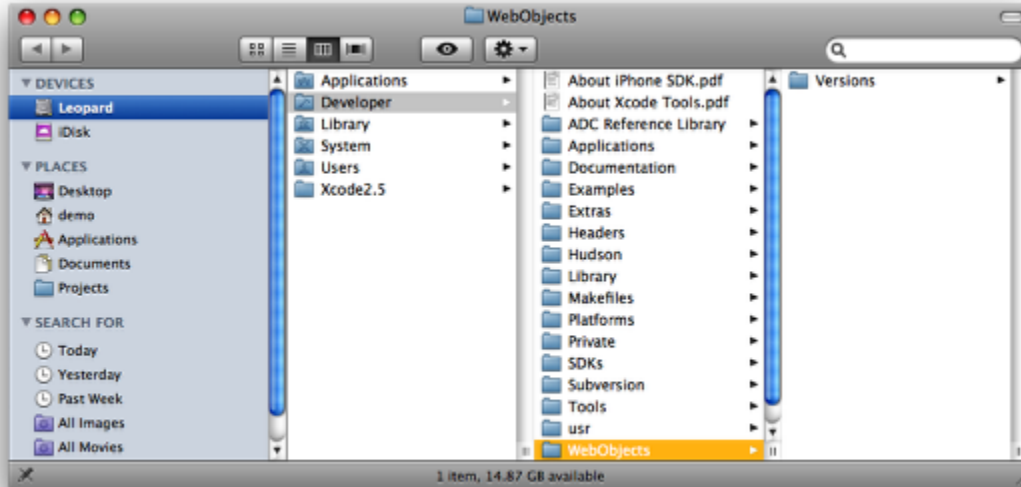 WebObjects
DEVICES
Leopard
iDisk
PLACES
Desktop
demo
Applications
Documents
Projects
SEARCH FOR
Today
Yesterday
Past Week
All Images
All Movies
Applications
Developer
Library
System
Users
Xcode2.5
About iPhone SDK.pdf
About Xcode Tools.pdf
ADC Reference Library
Applications
Documentation
Examples
Extras
Headers
Hudson
Library
Makefiles
Platforms
Private
SDKs
Subversion
Tools
usr
WebObjects
Versions
1 item, 14.87 GB available